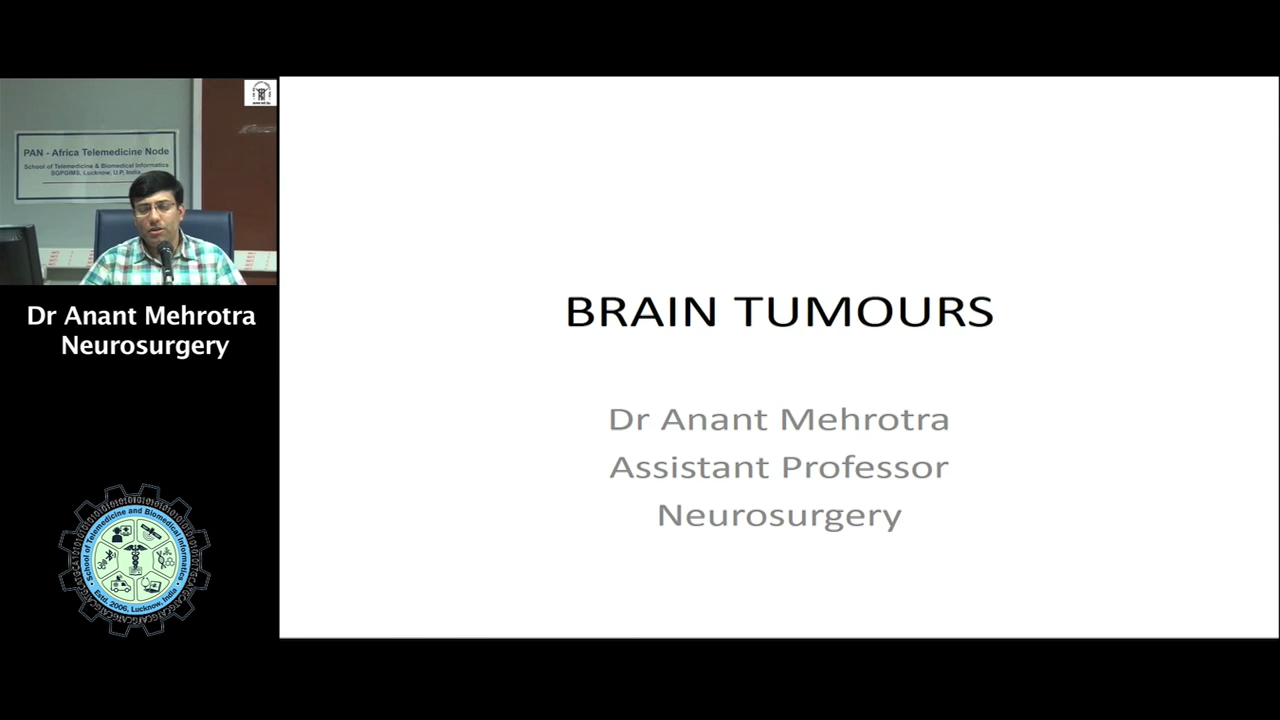 PAN - Africa Telemedicine Node
School of Telemedicine & Biomedical Informatics
SGPGIMS, Lucknow, U.P, India
Dr Anant Mehrotra
Neurosurgery
School of Telemedicine and Biomedical Informatics
Estd. 2006, Lucknow, India
BRAIN TUMOURS
Dr Anant Mehrotra
Assistant Professor
Neurosurgery